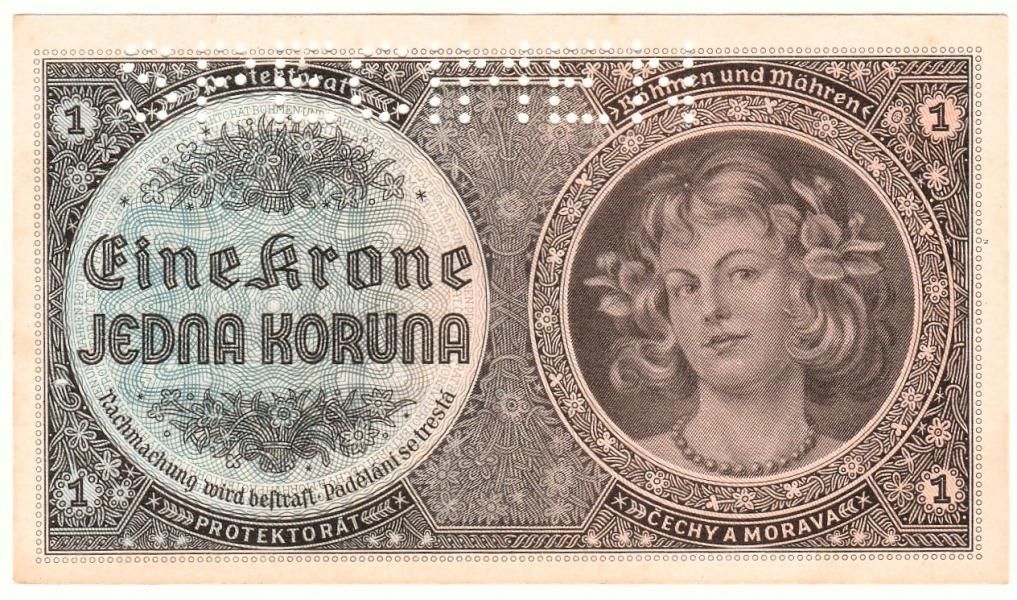 SPECIMEN
Protektorat
Böhmen und Mähren
1
1
Eine Krone
JEDNA KORUNA
Nachmachung wird bestraft · Padělání se trestá
1
1
PROTEKTORÁT
ČECHY A MORAVA